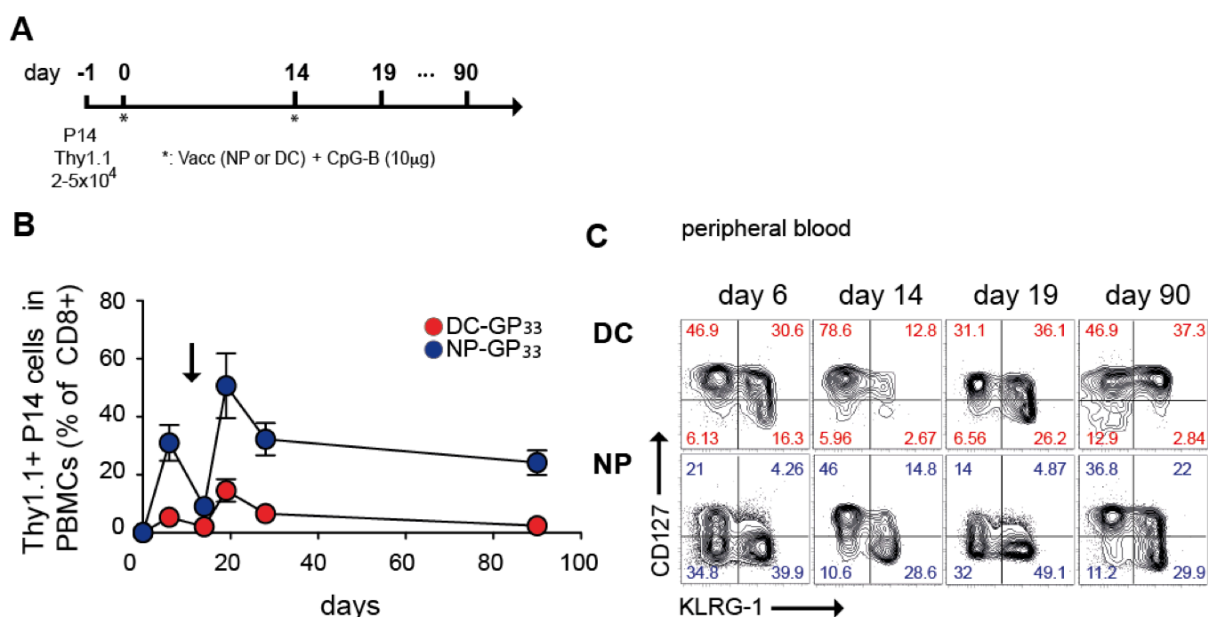 A
day -1 0 14 19 ... 90
* *
P14
Thy1.1
2-5x10⁴
*: Vacc (NP or DC) + CpG-B (10µg)
B
Thy1.1+ P14 cells in
PBMCs (% of CD8+)
80
60
40
20
0
0 20 40 60 80 100
days
DC-GP₃₃
NP-GP₃₃
C
peripheral blood
day 6 day 14 day 19 day 90
DC
46.9 30.6 78.6 12.8 31.1 36.1 46.9 37.3
6.13 16.3 5.96 2.67 6.56 26.2 12.9 2.84
NP
21 4.26 46 14.8 14 4.87 36.8 22
34.8 39.9 10.6 28.6 32 49.1 11.2 29.9
CD127
KLRG-1